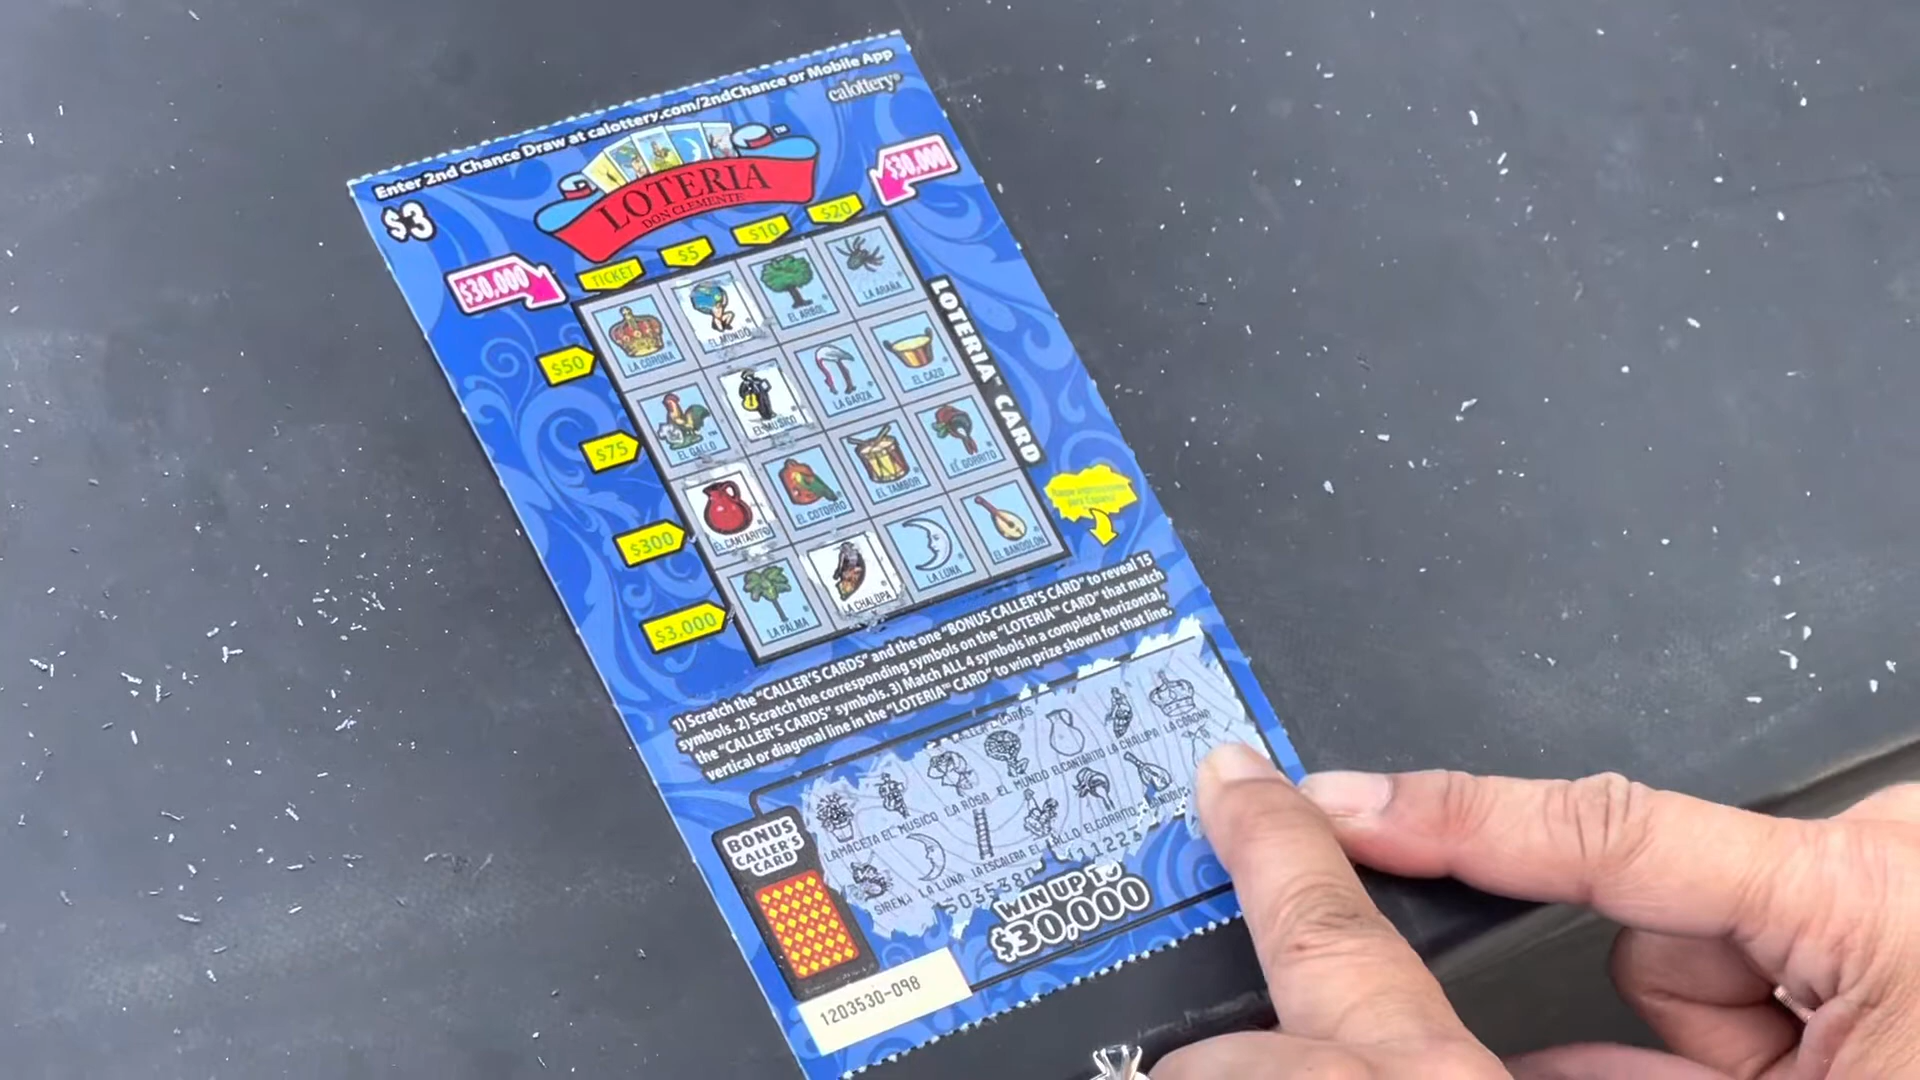 Enter 2nd Chance Draw at calottery.com/2ndChance or Mobile App
calottery®
$3
LOTERIA™
DON CLEMENTE
$30,000
$30,000
TICKET
$5
$10
$20
$50
$75
$300
$3,000
LA CORONA
EL MUNDO
EL ARBOL
LA ARAÑA
EL GALLO
EL MUSICO
LA GARZA
EL CAZO
EL CANTARITO
EL COTORRO
EL TAMBOR
EL GORRITO
LA PALMA
LA CHALUPA
LA LUNA
EL BANDOLON
LOTERIA™ CARD
1) Scratch the "CALLER'S CARDS" and the one "BONUS CALLER'S CARD" to reveal 15
symbols. 2) Scratch the corresponding symbols on the "LOTERIA™ CARD" that match
the "CALLER'S CARDS" symbols. 3) Match ALL 4 symbols in a complete horizontal,
vertical or diagonal line in the "LOTERIA™ CARD" to win prize shown for that line.
LA MACETA EL MUSICO LA ROSA EL MUNDO EL CANTARITO LA CHALUPA LA CORONA
SIRENA LA LUNA LA ESCALERA EL GALLO EL GORRITO
BONUS
CALLER'S
CARD
WIN UP TO
$30,000
1203530-098